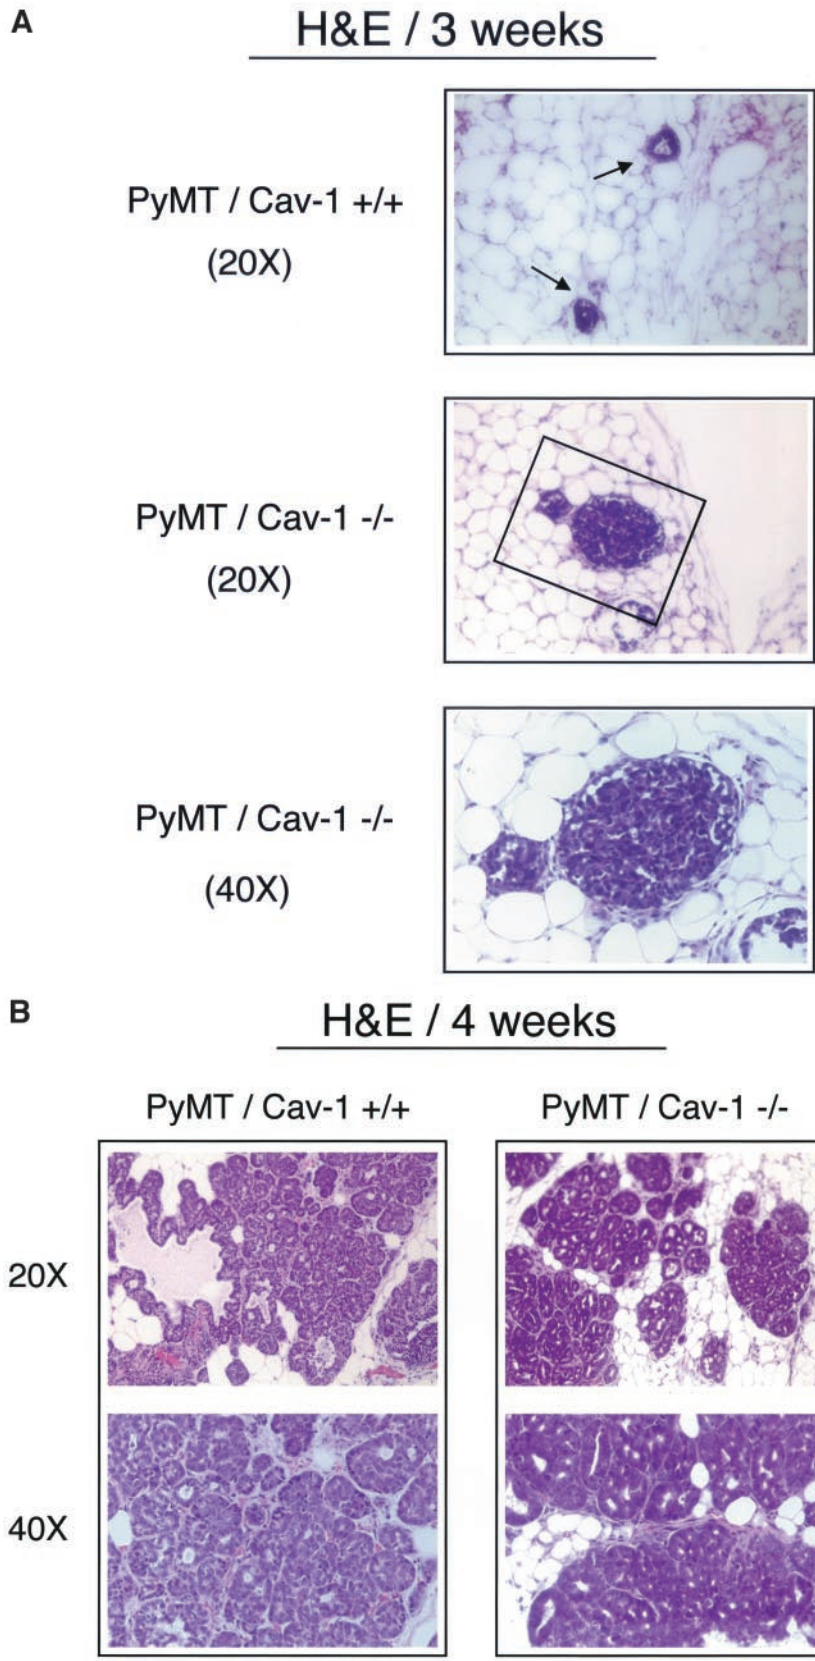 A
H&E / 3 weeks
PyMT / Cav-1 +/+
(20X)
PyMT / Cav-1 -/-
(20X)
PyMT / Cav-1 -/-
(40X)
B
H&E / 4 weeks
PyMT / Cav-1 +/+ PyMT / Cav-1 -/-
20X
40X